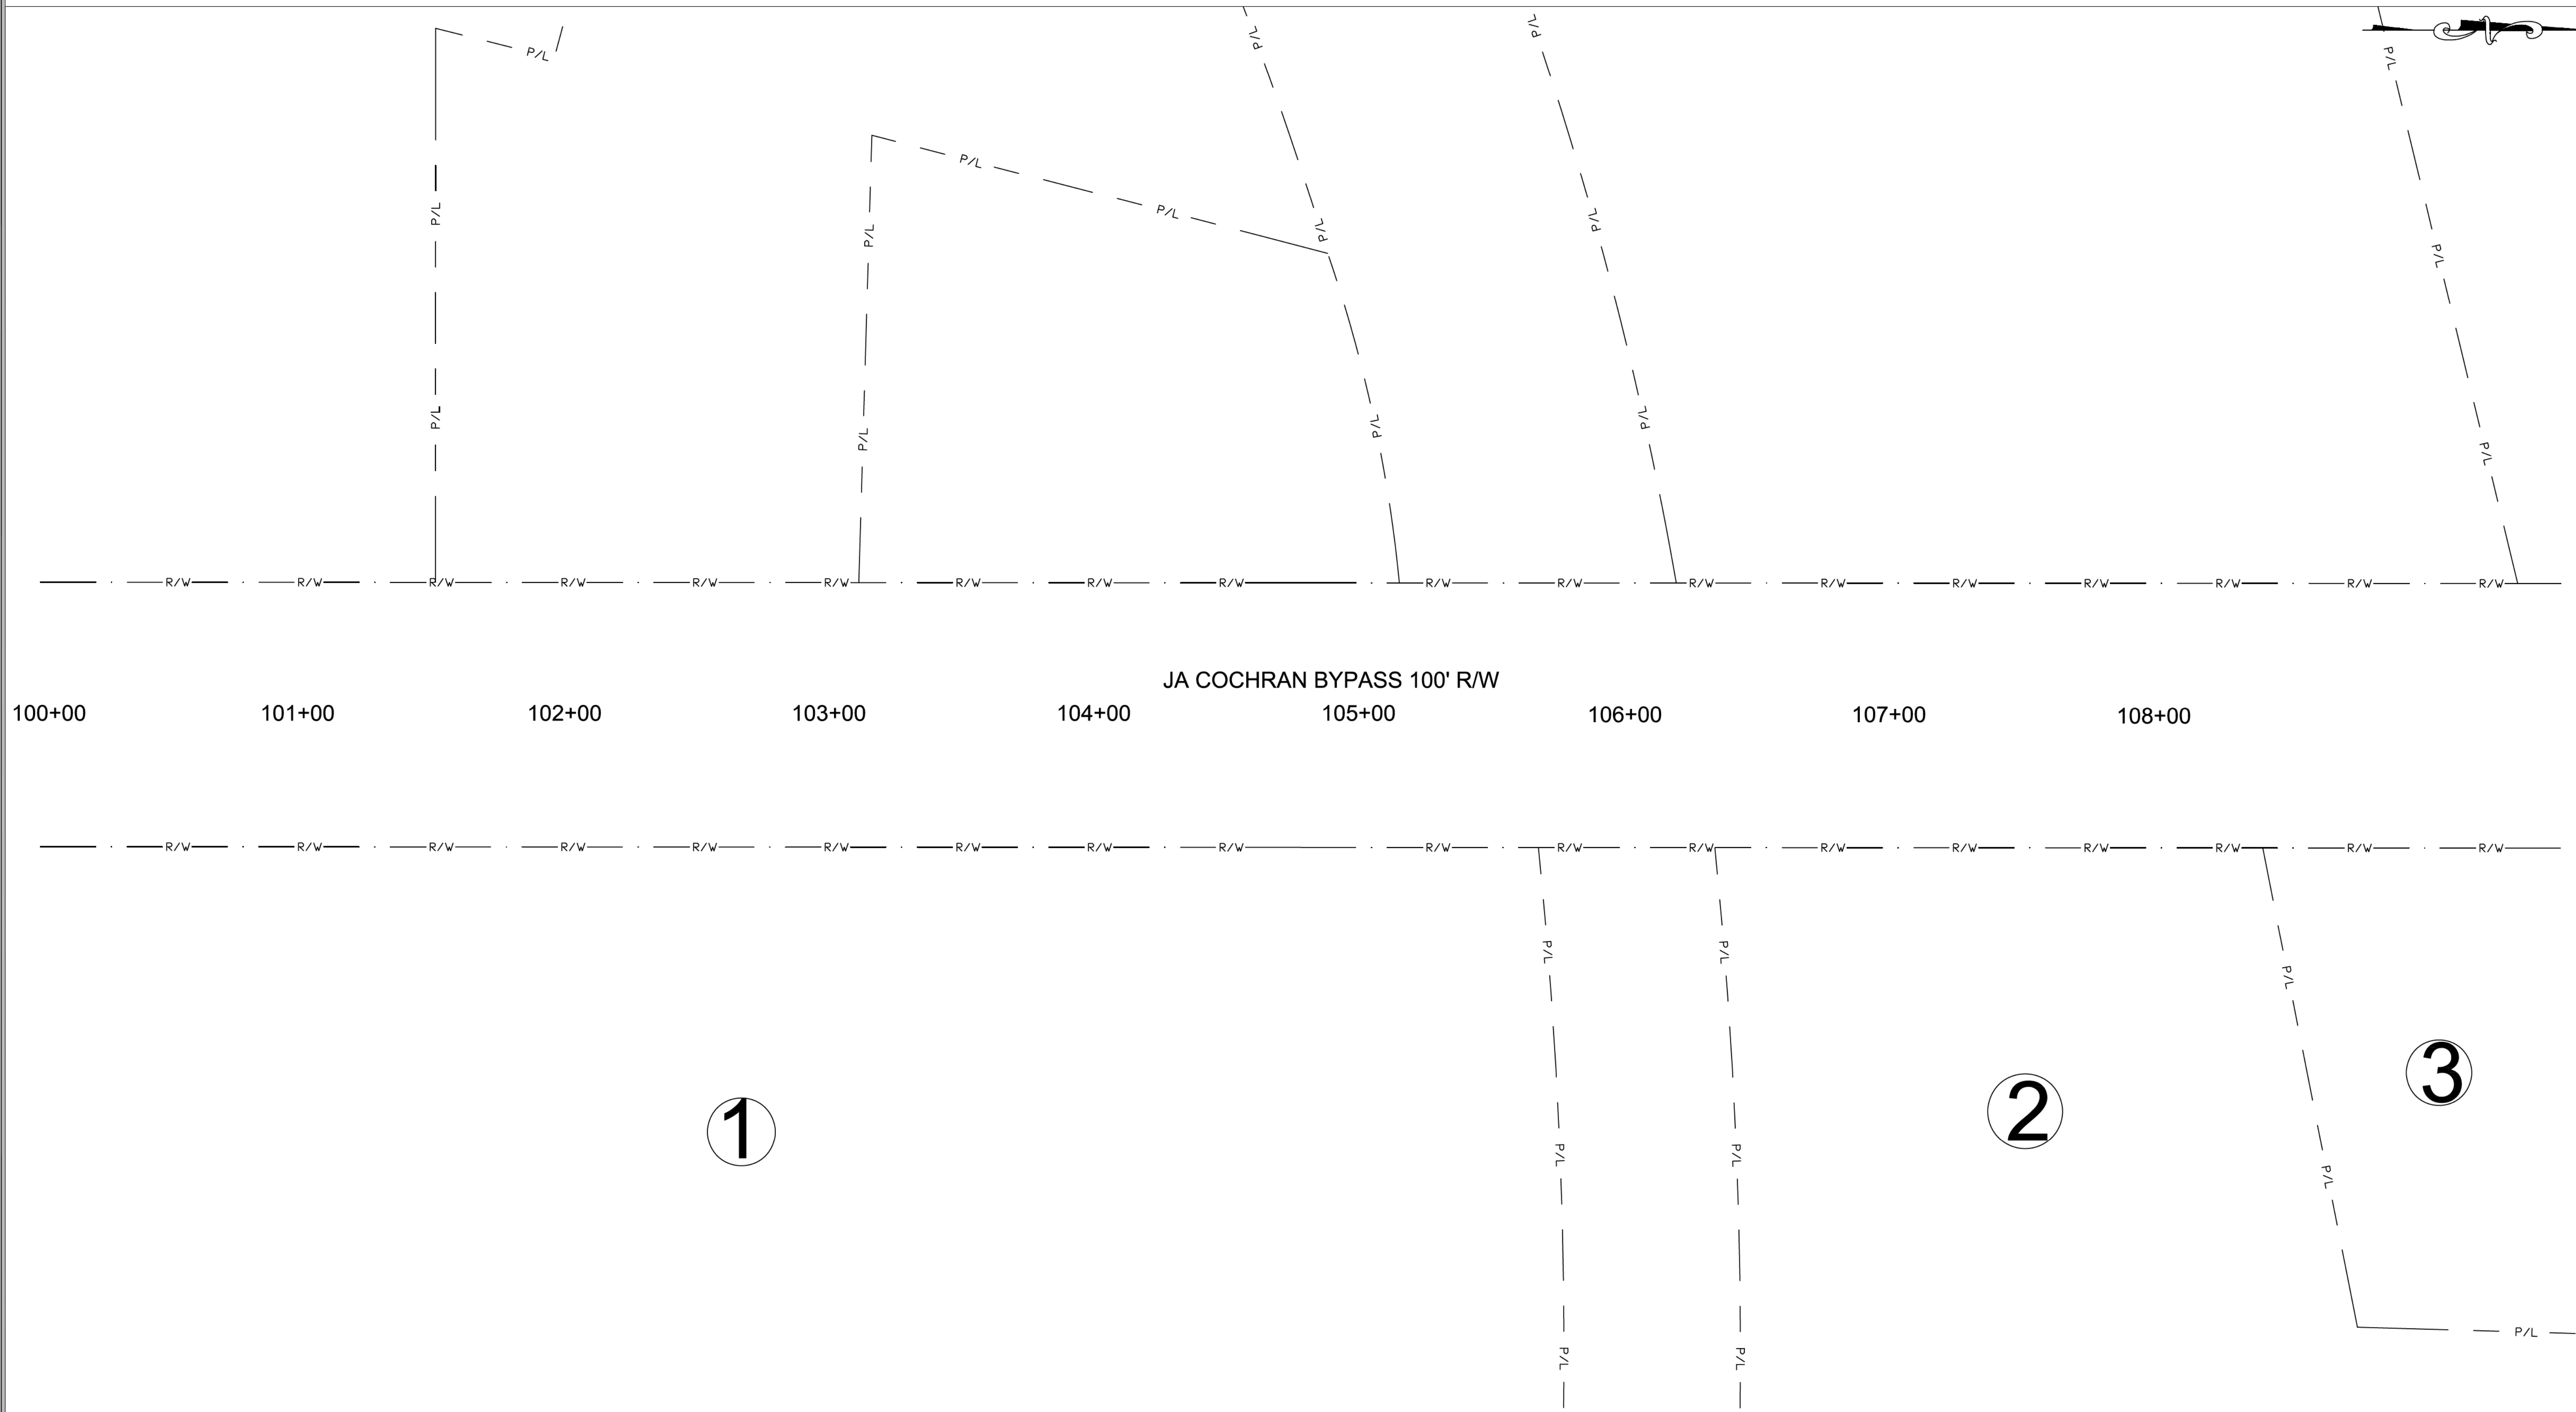 P/L
P/L P/L P/L P/L
P/L P/L
P/L P/L P/L P/L P/L
P/L P/L P/L P/L P/L
R/W R/W R/W R/W R/W R/W R/W R/W R/W R/W R/W R/W R/W R/W R/W R/W R/W R/W
JA COCHRAN BYPASS 100' R/W
100+00 101+00 102+00 103+00 104+00 105+00 106+00 107+00 108+00
R/W R/W R/W R/W R/W R/W R/W R/W R/W R/W R/W R/W R/W R/W R/W R/W R/W R/W
P/L P/L P/L
1 2 3
P/L P/L P/L
P/L P/L P/L